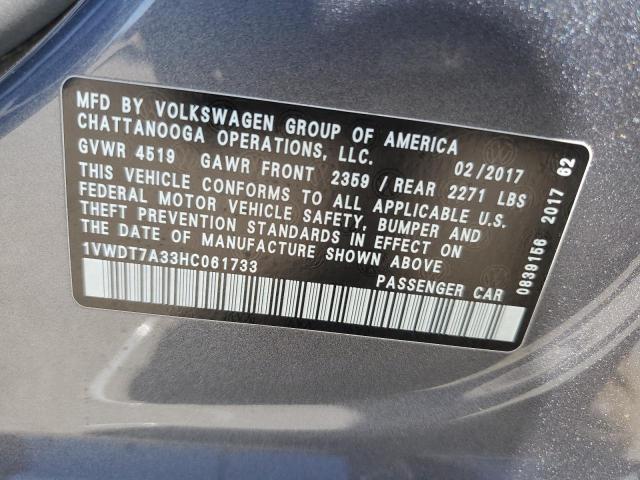 MFD BY VOLKSWAGEN GROUP OF AMERICA
CHATTANOOGA OPERATIONS, LLC. 02/2017
GVWR 4519 GAWR FRONT 2359 / REAR 2271 LBS
THIS VEHICLE CONFORMS TO ALL APPLICABLE U.S.
FEDERAL MOTOR VEHICLE SAFETY, BUMPER AND
THEFT PREVENTION STANDARDS IN EFFECT ON
THE DATE OF MANUFACTURE SHOWN ABOVE
1VWDT7A33HC061733 PASSENGER CAR
0839156 2017 62